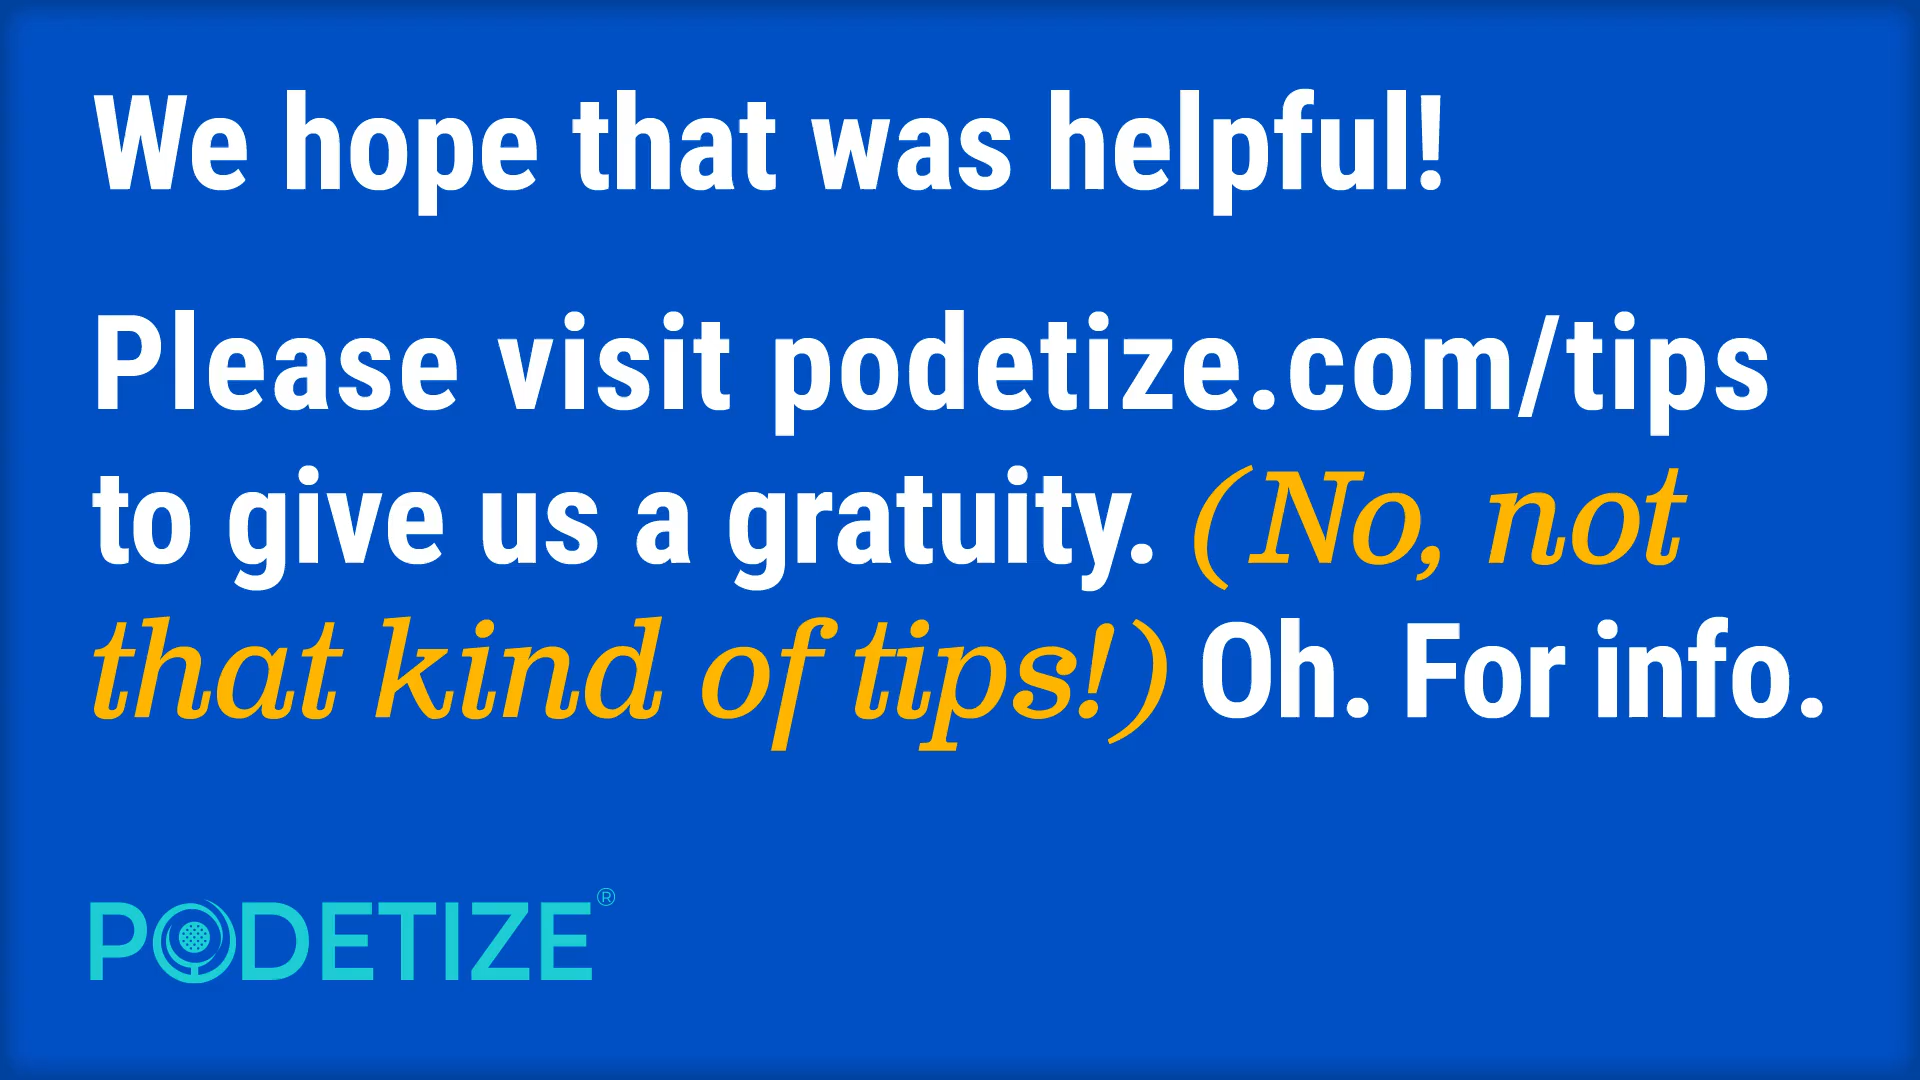 We hope that was helpful!
Please visit podetize.com/tips
to give us a gratuity. (No, not
that kind of tips!) Oh. For info.
PODETIZE®